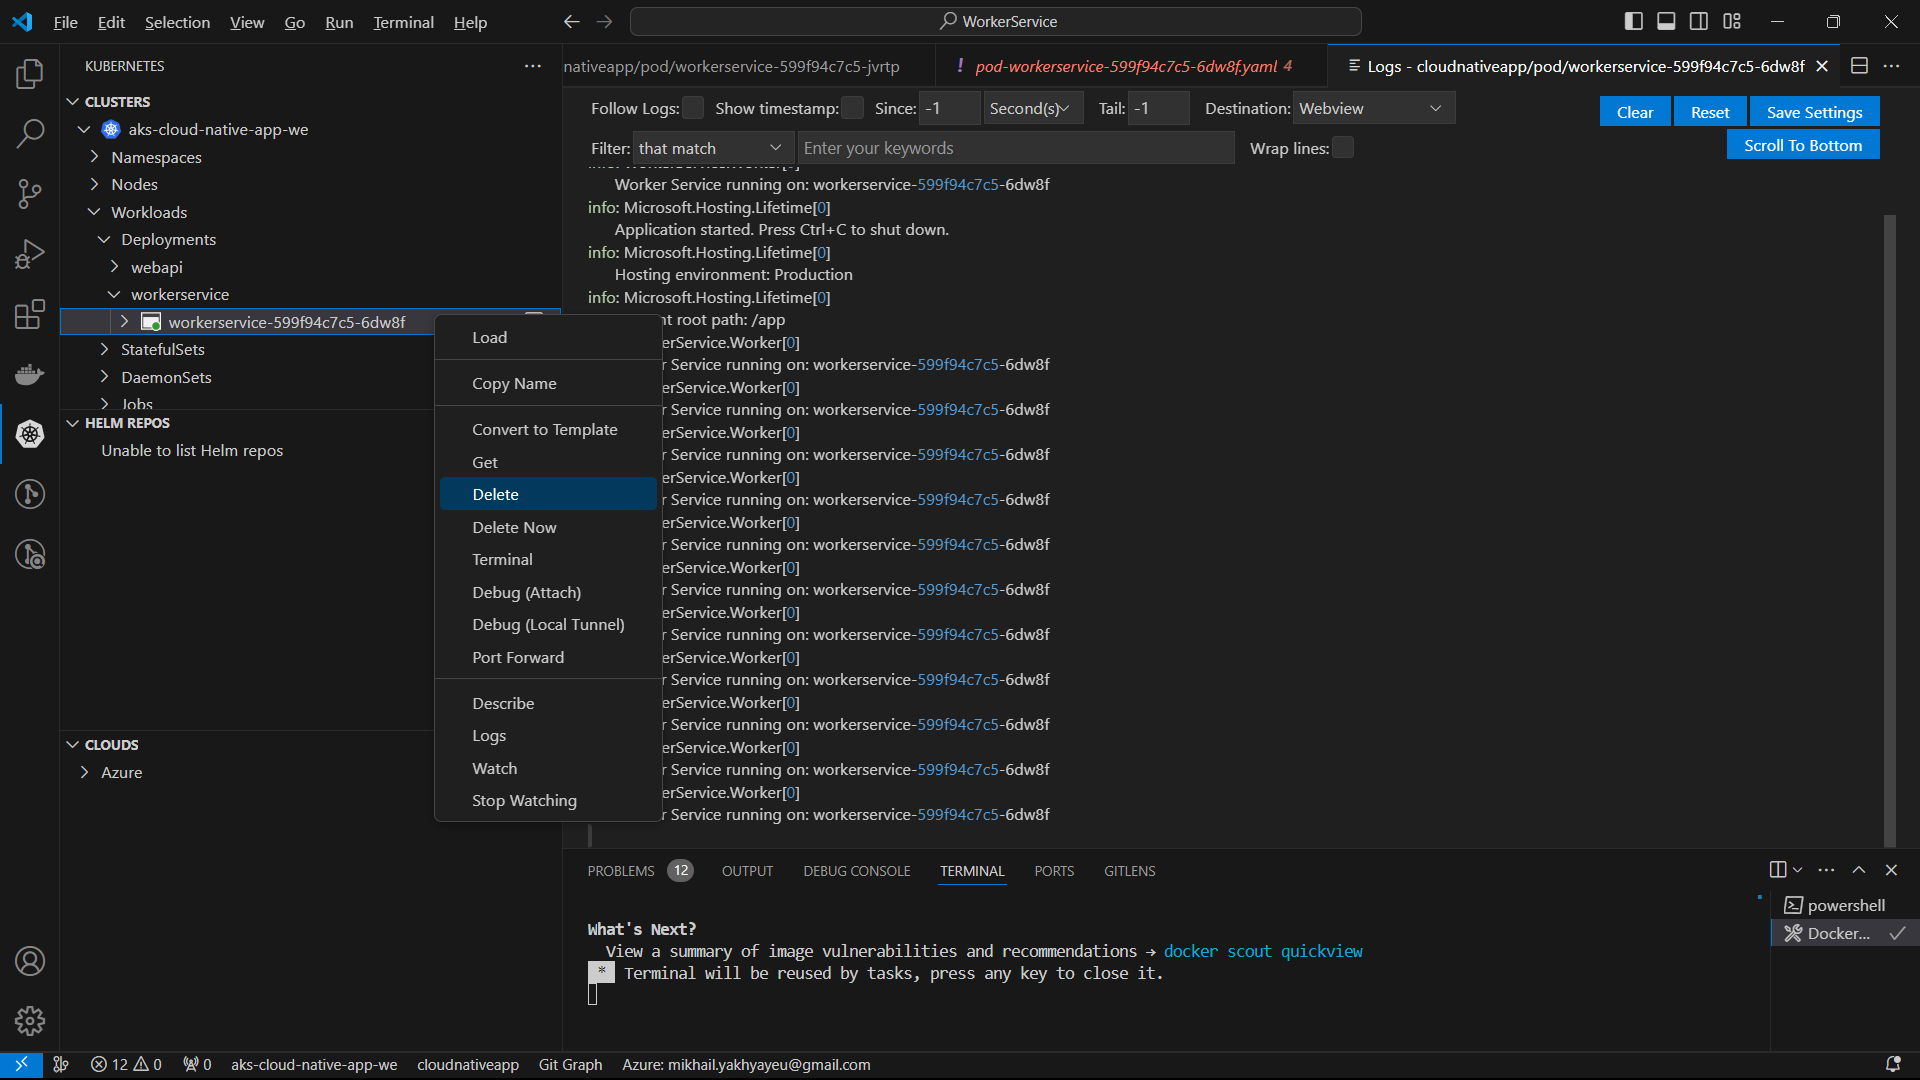 File Edit Selection View Go Run Terminal Help
WorkerService
KUBERNETES
CLUSTERS
aks-cloud-native-app-we
Namespaces
Nodes
Workloads
Deployments
webapi
workerservice
workerservice-599f94c7c5-6dw8f
StatefulSets
DaemonSets
Jobs
HELM REPOS
Unable to list Helm repos
CLOUDS
Azure
Load
Copy Name
Convert to Template
Get
Delete
Delete Now
Terminal
Debug (Attach)
Debug (Local Tunnel)
Port Forward
Describe
Logs
Watch
Stop Watching
nativeapp/pod/workerservice-599f94c7c5-jvrtp
! pod-workerservice-599f94c7c5-6dw8f.yaml 4
Logs - cloudnativeapp/pod/workerservice-599f94c7c5-6dw8f
Follow Logs: Show timestamp: Since: -1 Second(s) Tail: -1 Destination: Webview
Clear Reset Save Settings
Filter: that match Enter your keywords Wrap lines:
Scroll To Bottom
Worker Service running on: workerservice-599f94c7c5-6dw8f
info: Microsoft.Hosting.Lifetime[0]
Application started. Press Ctrl+C to shut down.
info: Microsoft.Hosting.Lifetime[0]
Hosting environment: Production
info: Microsoft.Hosting.Lifetime[0]
nt root path: /app
erService.Worker[0]
r Service running on: workerservice-599f94c7c5-6dw8f
erService.Worker[0]
r Service running on: workerservice-599f94c7c5-6dw8f
erService.Worker[0]
r Service running on: workerservice-599f94c7c5-6dw8f
erService.Worker[0]
r Service running on: workerservice-599f94c7c5-6dw8f
erService.Worker[0]
r Service running on: workerservice-599f94c7c5-6dw8f
erService.Worker[0]
r Service running on: workerservice-599f94c7c5-6dw8f
erService.Worker[0]
r Service running on: workerservice-599f94c7c5-6dw8f
erService.Worker[0]
r Service running on: workerservice-599f94c7c5-6dw8f
erService.Worker[0]
r Service running on: workerservice-599f94c7c5-6dw8f
erService.Worker[0]
r Service running on: workerservice-599f94c7c5-6dw8f
erService.Worker[0]
r Service running on: workerservice-599f94c7c5-6dw8f
PROBLEMS 12 OUTPUT DEBUG CONSOLE TERMINAL PORTS GITLENS
What's Next?
View a summary of image vulnerabilities and recommendations → docker scout quickview
* Terminal will be reused by tasks, press any key to close it.
powershell
Docker...
12 0 0 aks-cloud-native-app-we cloudnativeapp Git Graph Azure: mikhail.yakhyayeu@gmail.com